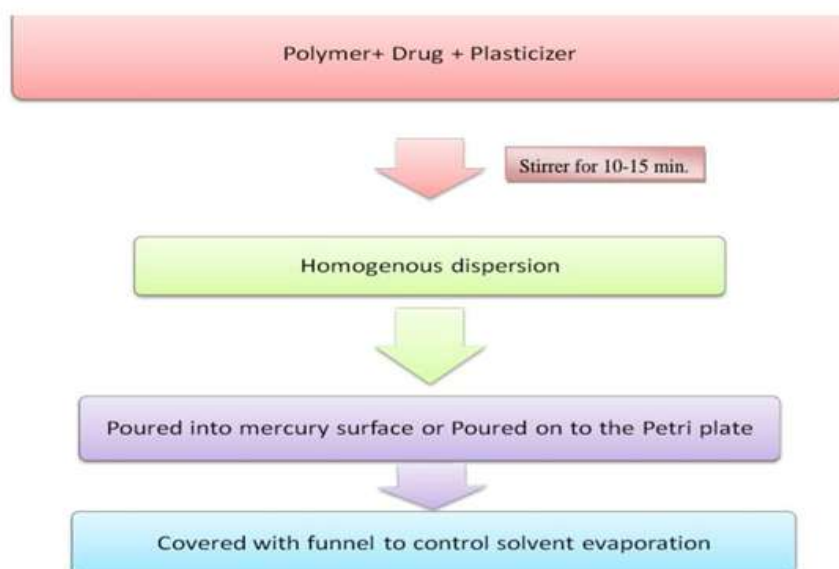 Polymer+ Drug + Plasticizer
Stirrer for 10-15 min.
Homogenous dispersion
Poured into mercury surface or Poured on to the Petri plate
Covered with funnel to control solvent evaporation